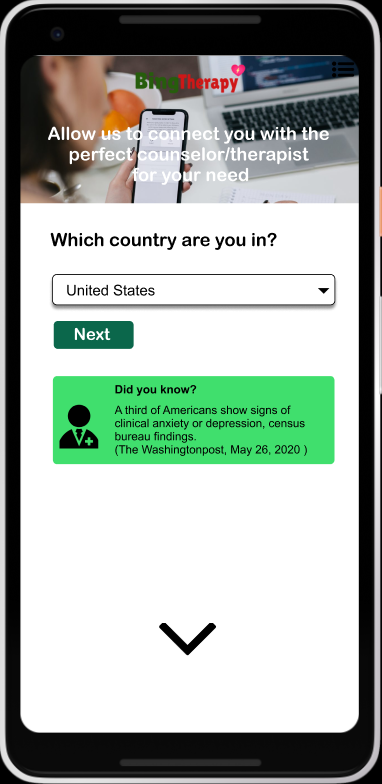 BingTherapy
Allow us to connect you with the
perfect counselor/therapist
for your need
Which country are you in?
United States
Next
Did you know?
A third of Americans show signs of
clinical anxiety or depression, census
bureau findings.
(The Washingtonpost, May 26, 2020 )